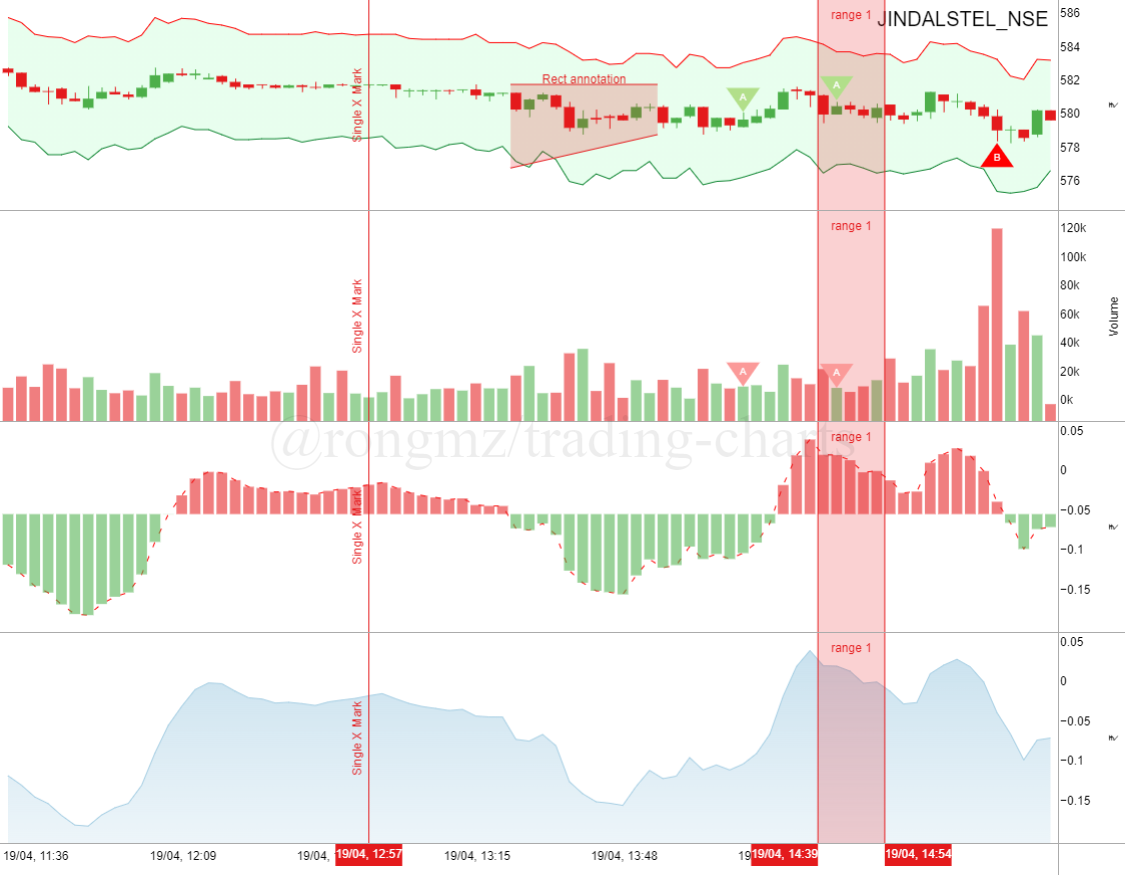 range 1
JINDALSTEL_NSE
586
584
582
580
578
576
Single X Mark
Rect annotation
A
A
B
range 1
120k
100k
80k
60k
40k
20k
0k
Volume
Single X Mark
A
A
@rongmz/trading-charts
range 1
0.05
0
−0.05
−0.1
−0.15
Single X Mark
range 1
0.05
0
−0.05
−0.1
−0.15
Single X Mark
19/04, 11:36
19/04, 12:09
19/04,
19/04, 12:57
19/04, 13:15
19/04, 13:48
19
19/04, 14:39
19/04, 14:54